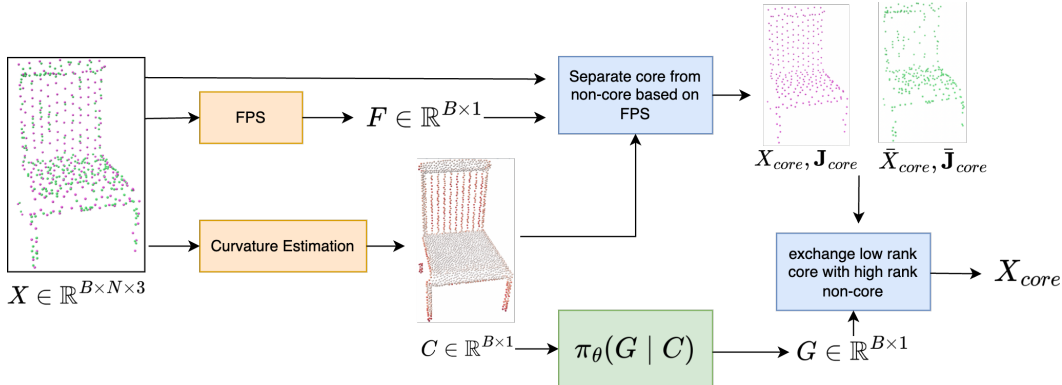 X ∈ ℝ^{B×N×3}
FPS
F ∈ ℝ^{B×1}
Curvature Estimation
C ∈ ℝ^{B×1}
Separate core from
non-core based on
FPS
X_{core}, 𝐉_{core}
X̄_{core}, 𝐉̄_{core}
π_θ(G | C)
G ∈ ℝ^{B×1}
exchange low rank
core with high rank
non-core
X_{core}